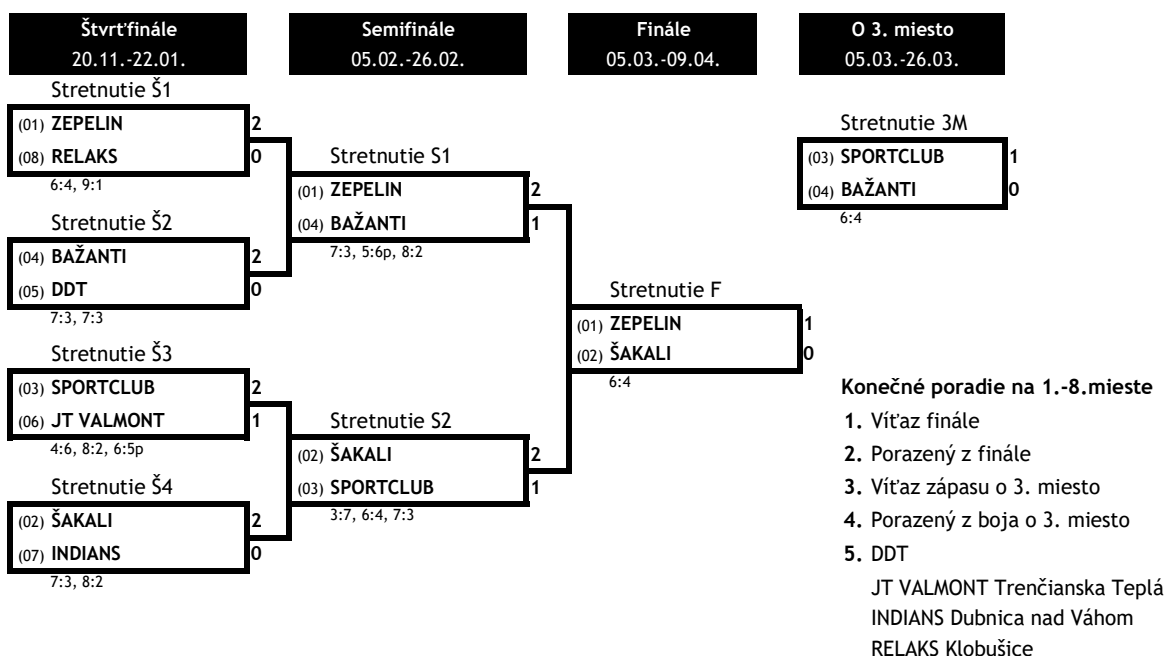 Štvrťfinále
20.11.-22.01.
Semifinále
05.02.-26.02.
Finále
05.03.-09.04.
O 3. miesto
05.03.-26.03.
Stretnutie Š1
(01) ZEPELIN 2
(08) RELAKS 0
6:4, 9:1
Stretnutie Š2
(04) BAŽANTI 2
(05) DDT 0
7:3, 7:3
Stretnutie Š3
(03) SPORTCLUB 2
(06) JT VALMONT 1
4:6, 8:2, 6:5p
Stretnutie Š4
(02) ŠAKALI 2
(07) INDIANS 0
7:3, 8:2
Stretnutie S1
(01) ZEPELIN 2
(04) BAŽANTI 1
7:3, 5:6p, 8:2
Stretnutie S2
(02) ŠAKALI 2
(03) SPORTCLUB 1
3:7, 6:4, 7:3
Stretnutie F
(01) ZEPELIN 1
(02) ŠAKALI 0
6:4
Stretnutie 3M
(03) SPORTCLUB 1
(04) BAŽANTI 0
6:4
Konečné poradie na 1.-8.mieste
1. Víťaz finále
2. Porazený z finále
3. Víťaz zápasu o 3. miesto
4. Porazený z boja o 3. miesto
5. DDT
JT VALMONT Trenčianska Teplá
INDIANS Dubnica nad Váhom
RELAKS Klobušice